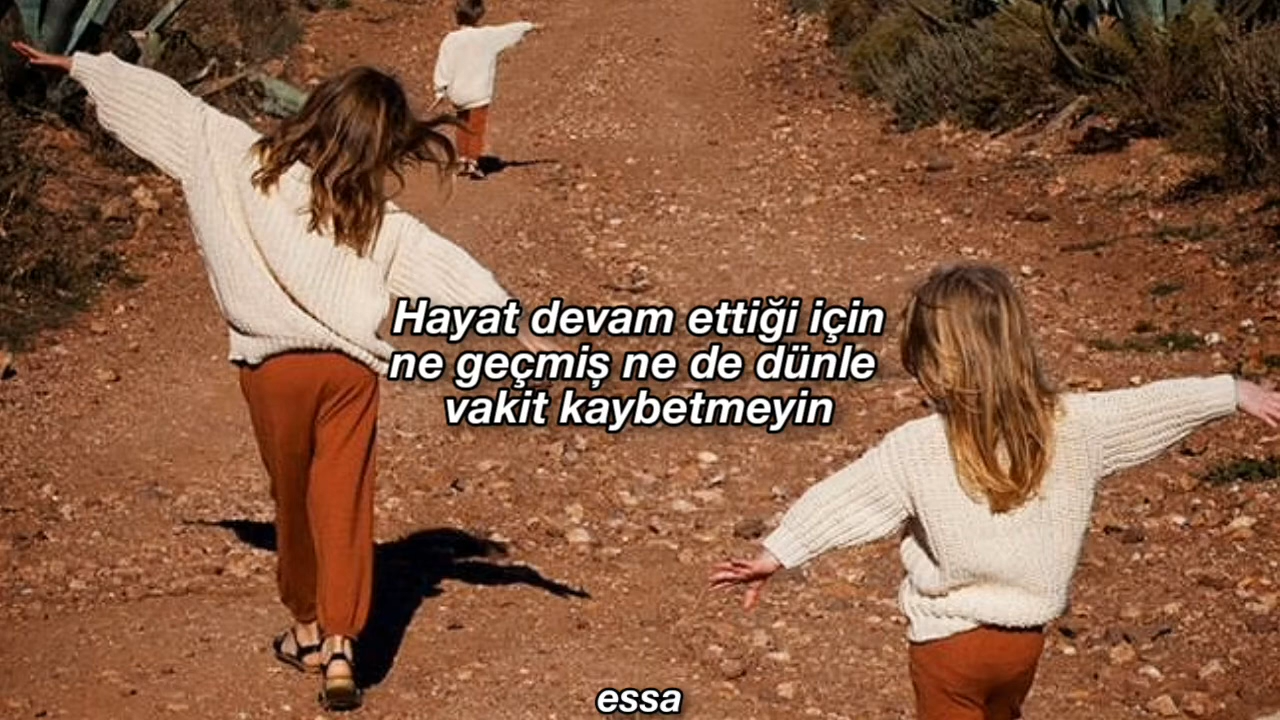 Hayat devam ettiği için
ne geçmiş ne de dünle
vakit kaybetmeyin
essa